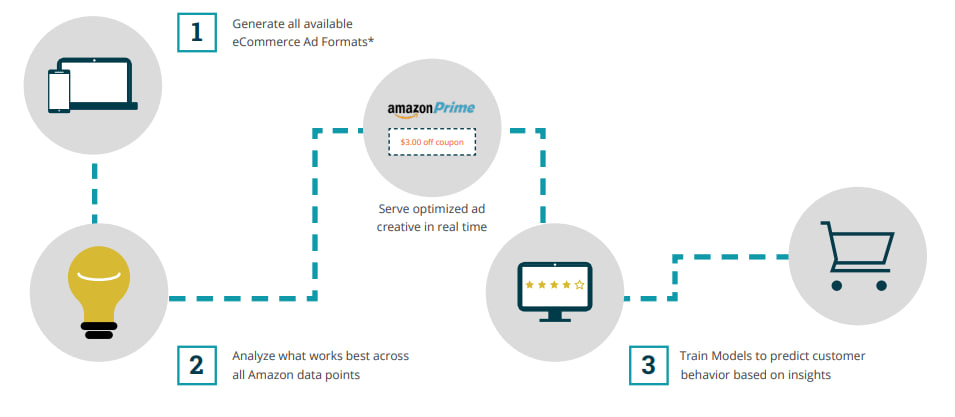 1
Generate all available
eCommerce Ad Formats*
amazonPrime
$3.00 off coupon
Serve optimized ad
creative in real time
2
Analyze what works best across
all Amazon data points
3
Train Models to predict customer
behavior based on insights